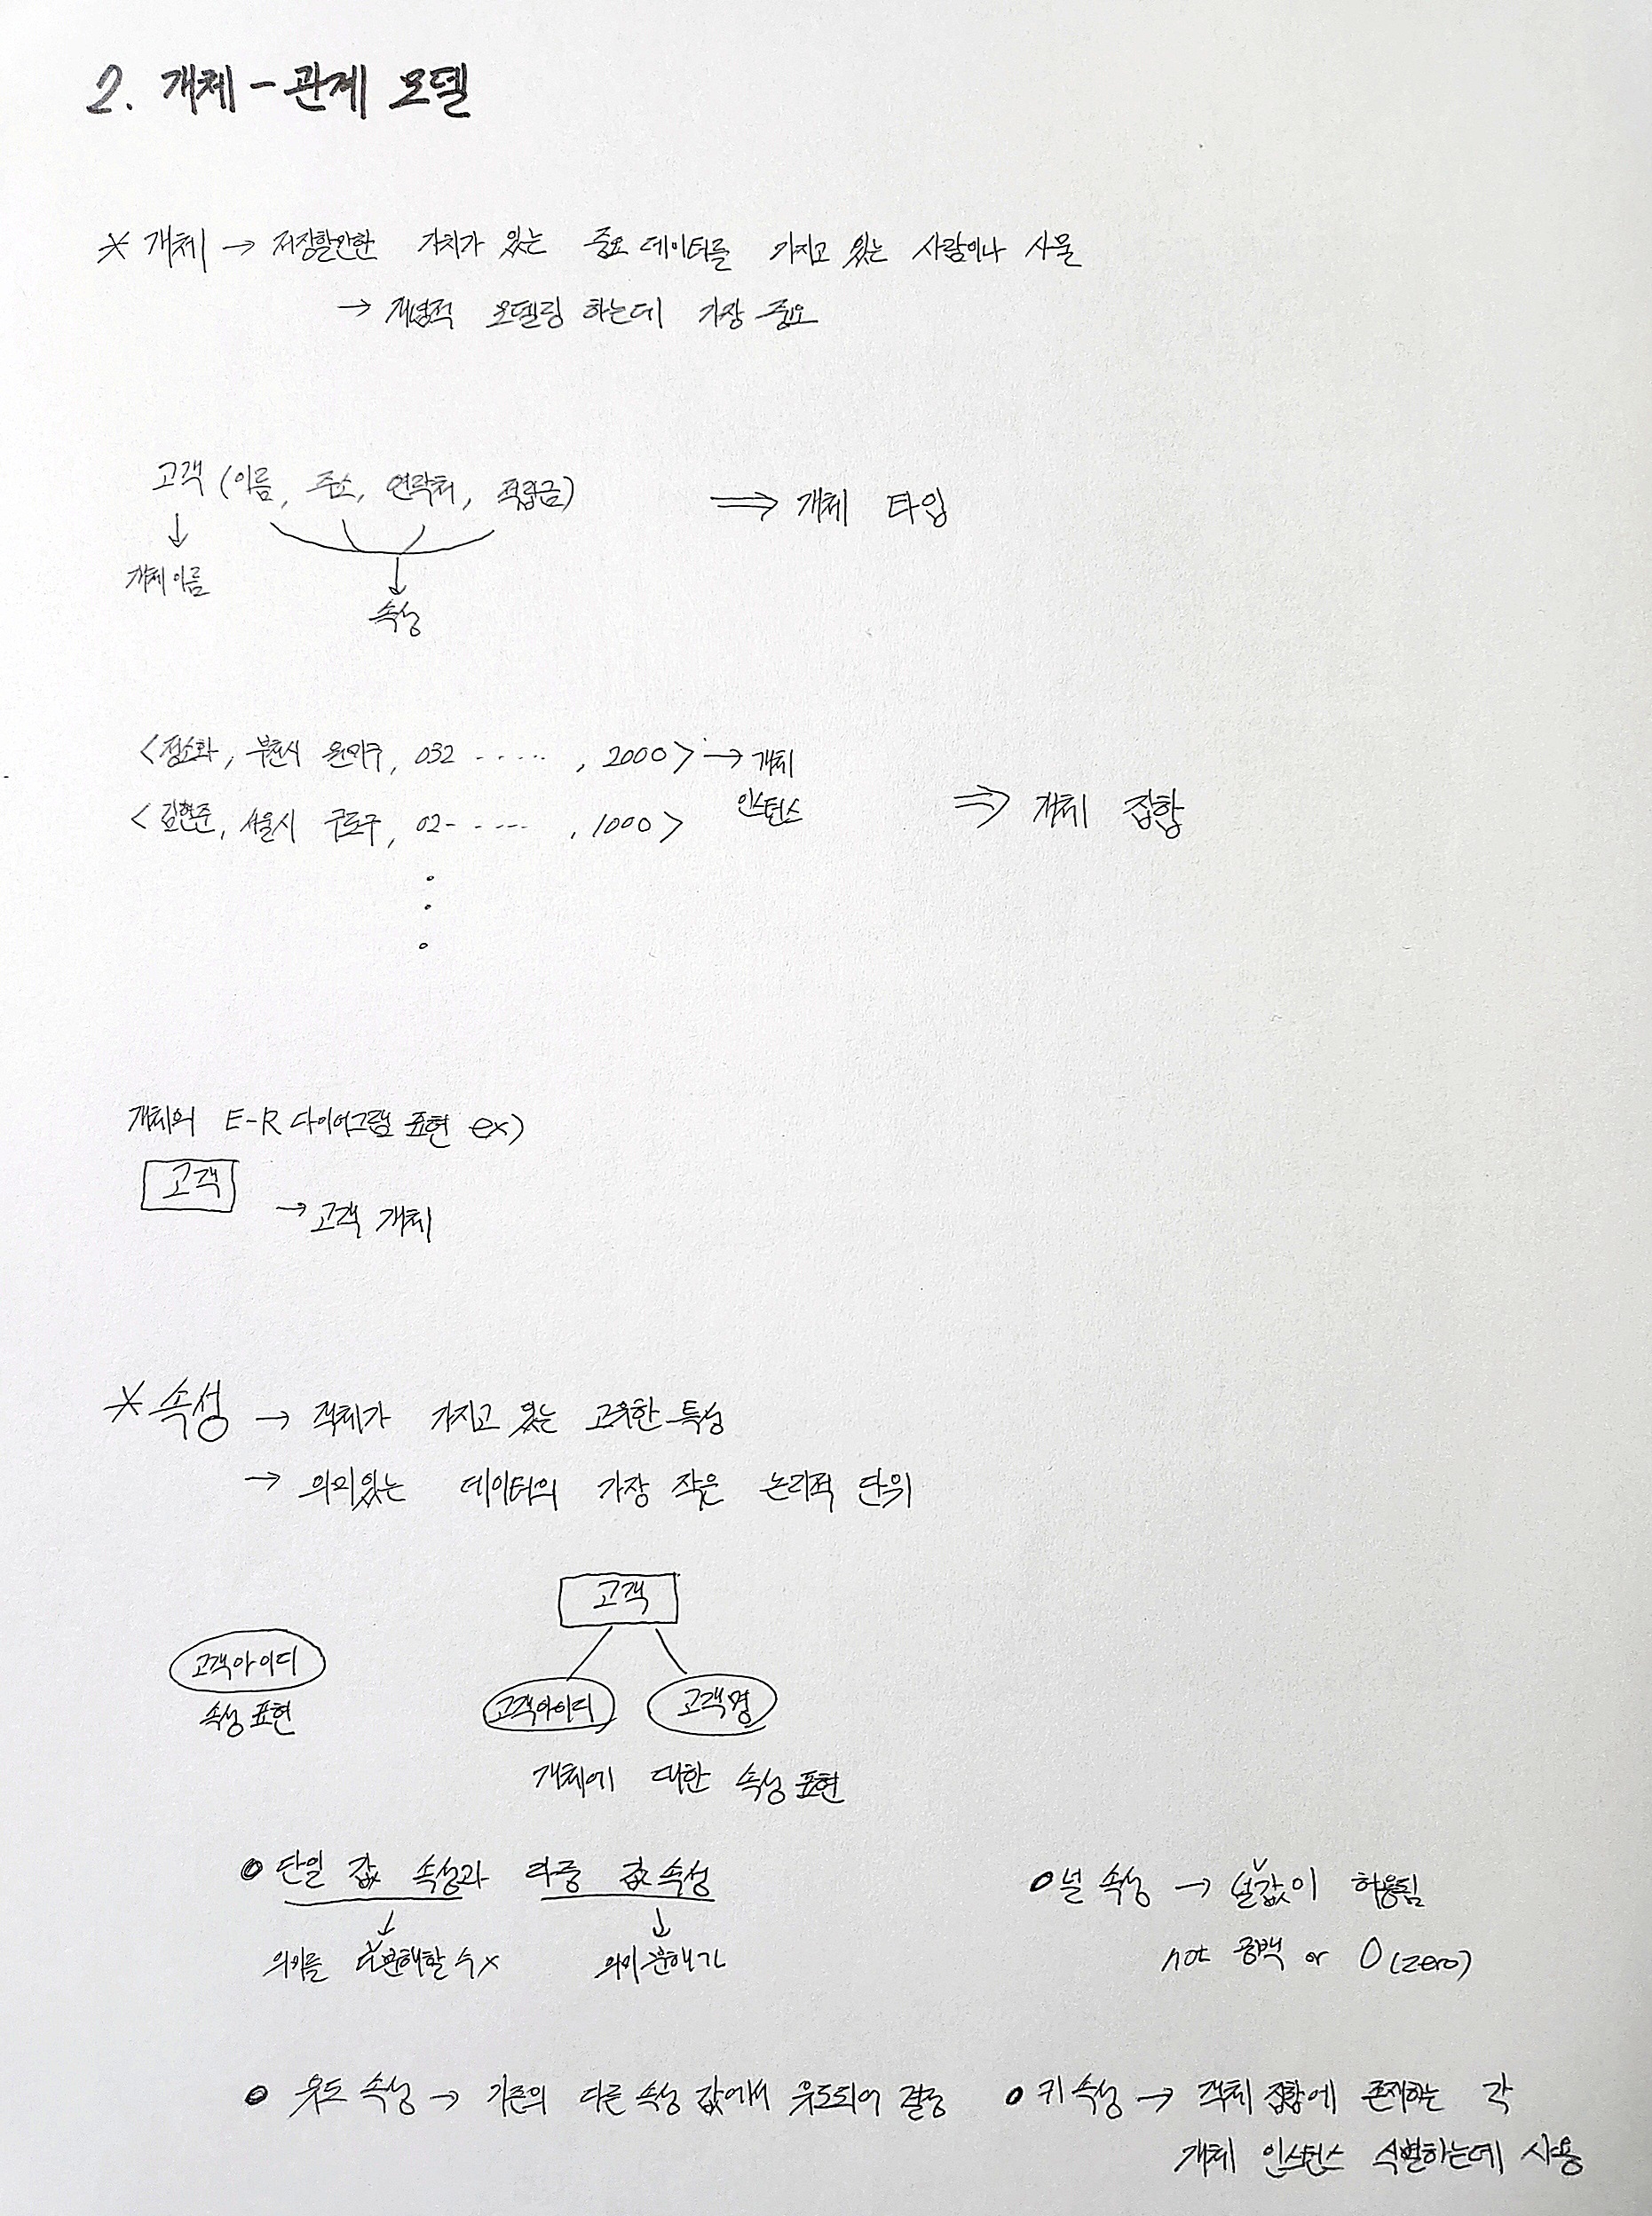 2. 개체-관계 모델
* 개체 → 저장할만한 가치가 있는 중요 데이터를 가지고 있는 사람이나 사물
→ 개념적 모델링 하는데 가장 중요
고객 (이름, 주소, 연락처, 적립금) ⇒ 개체 타입
↓
개체 이름
↓
속성
<정소화, 부천시 원미구, 032 ......, 2000> → 개체
인스턴스
<김현준, 서울시 구로구, 02- - ----, 1000>
⇒ 개체 집합
개체의 E-R 다이어그램 표현 ex)
고객
→ 고객 개체
* 속성 → 객체가 가지고 있는 고유한 특성
→ 의미있는 데이터의 가장 작은 논리적 단위
고객
고객아이디
속성 표현
고객아이디 고객명
개체에 대한 속성 표현
단일 값 속성과 다중 값 속성
↓ ↓
의미를 분해할 수 x 의미분해가
널 속성 → 널값이 허용됨
not 공백 or 0 (zero)
유도 속성 → 기존의 다른 속성 값에서 유도되어 결정
키 속성 → 객체 집합에 존재하는 각
개체 인스턴스 식별하는데 사용